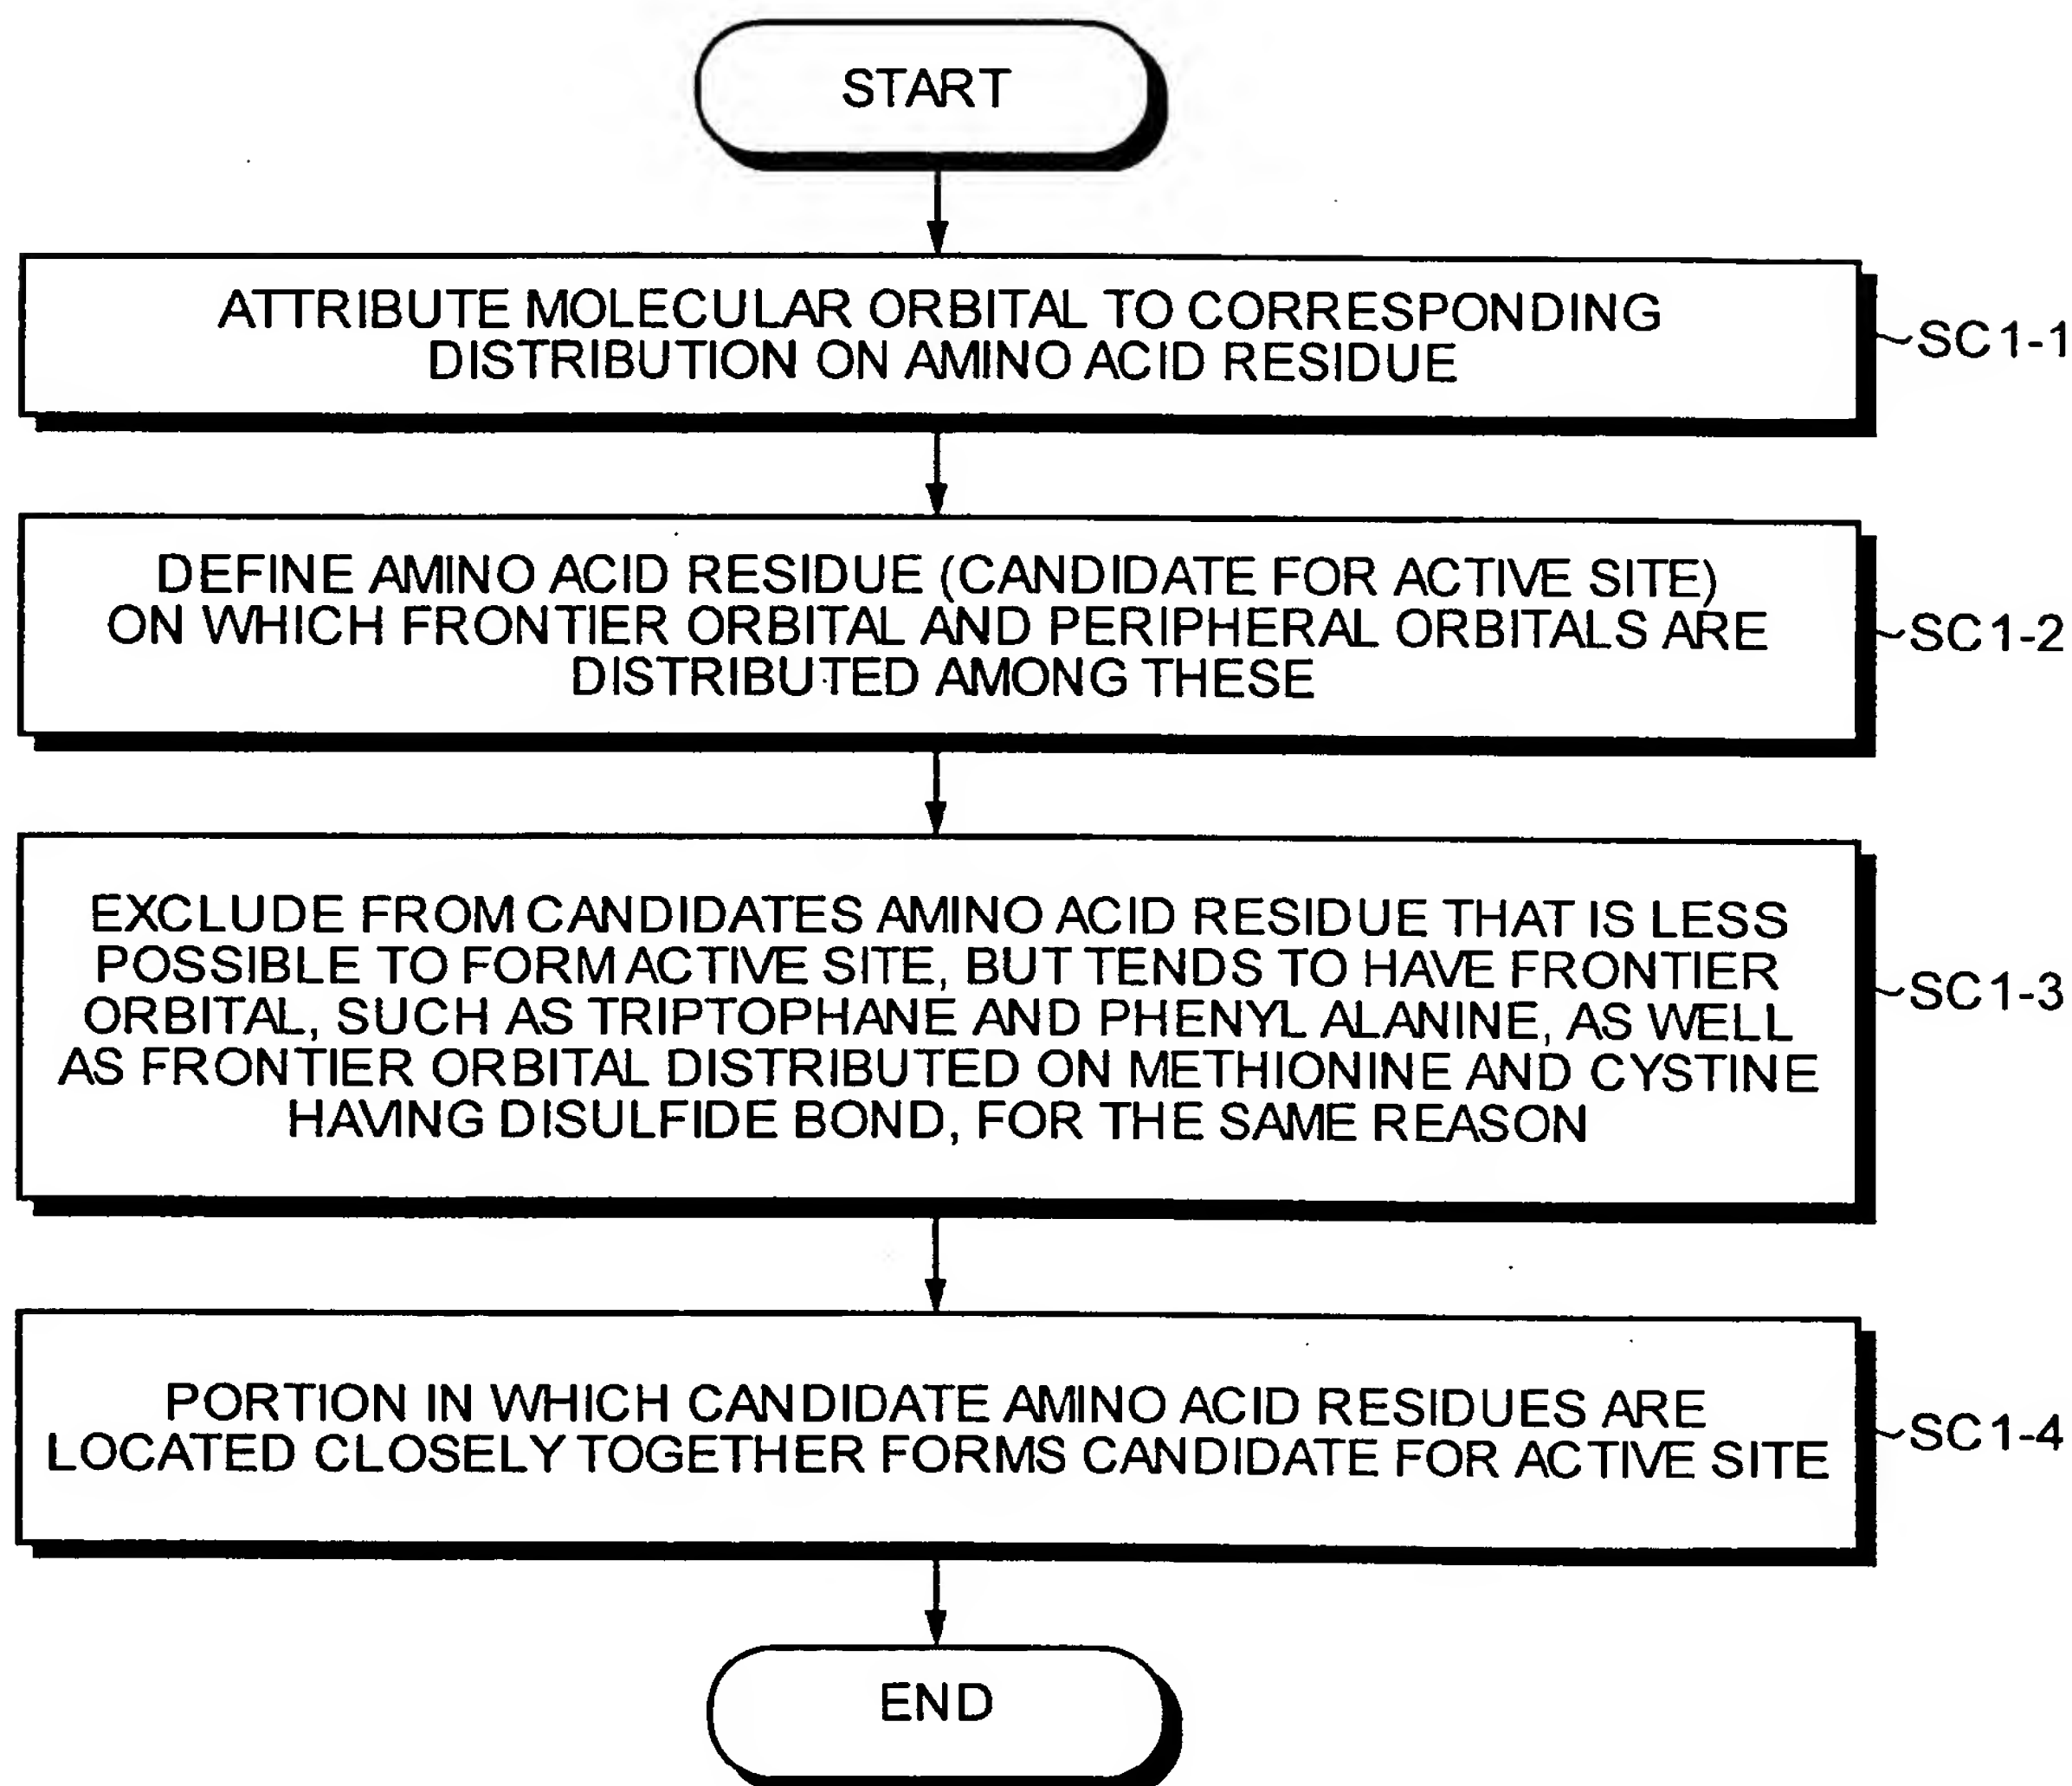 START
ATTRIBUTE MOLECULAR ORBITAL TO CORRESPONDING
DISTRIBUTION ON AMINO ACID RESIDUE
SC1-1
DEFINE AMINO ACID RESIDUE (CANDIDATE FOR ACTIVE SITE)
ON WHICH FRONTIER ORBITAL AND PERIPHERAL ORBITALS ARE
DISTRIBUTED AMONG THESE
SC1-2
EXCLUDE FROM CANDIDATES AMINO ACID RESIDUE THAT IS LESS
POSSIBLE TO FORM ACTIVE SITE, BUT TENDS TO HAVE FRONTIER
ORBITAL, SUCH AS TRIPTOPHANE AND PHENYL ALANINE, AS WELL
AS FRONTIER ORBITAL DISTRIBUTED ON METHIONINE AND CYSTINE
HAVING DISULFIDE BOND, FOR THE SAME REASON
SC1-3
PORTION IN WHICH CANDIDATE AMINO ACID RESIDUES ARE
LOCATED CLOSELY TOGETHER FORMS CANDIDATE FOR ACTIVE SITE
SC1-4
END